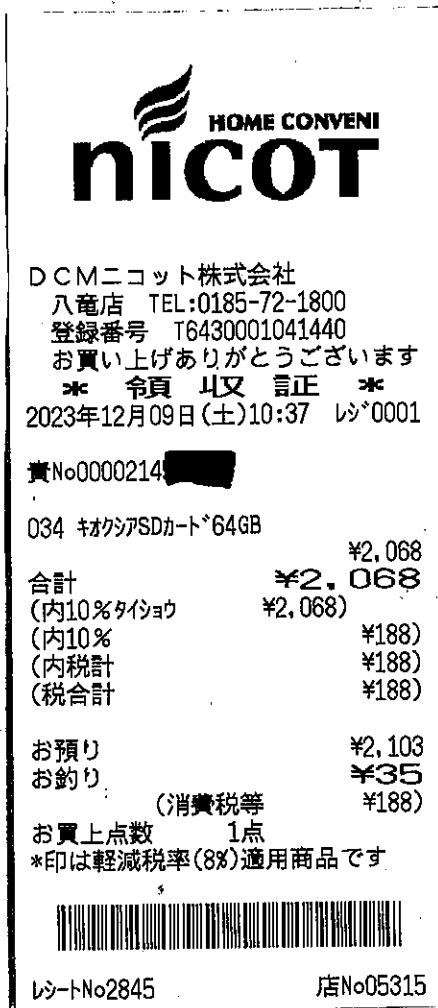 HOME CONVENI
nicot
DCMニコット株式会社
八竜店 TEL:0185-72-1800
登録番号 T6430001041440
お買い上げありがとうございます
* 領収証 *
2023年12月09日(土)10:37 レジ0001
責No00002145
034 キオクシアSDカード64GB
¥2,068
合計 ¥2,068
(内10%タイショウ ¥2,068)
(内10% ¥188)
(内税計 ¥188)
(税合計 ¥188)
お預り ¥2,103
お釣り ¥35
(消費税等 ¥188)
お買上点数 1点
*印は軽減税率(8%)適用商品です
レシートNo2845 店No05315